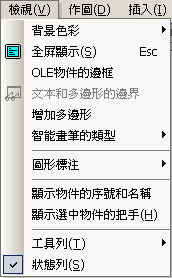 檢視(V) 作圖(D) 插入(I)
背景色彩
全屏顯示(S) Esc
OLE物件的邊框
文本和多邊形的邊界
增加多邊形
智能畫筆的類型
圖形標注
顯示物件的序號和名稱
顯示選中物件的把手(H)
工具列(T)
狀態列(S)